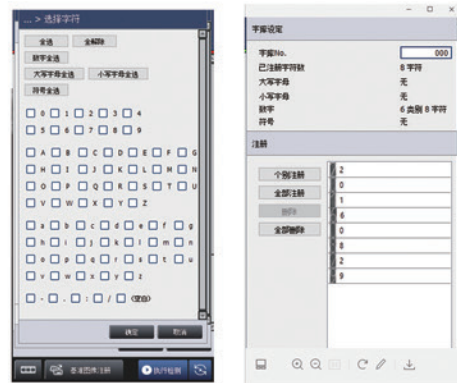 ... > 选择字符
全选 全解除
数字全选
大写字母全选 小写字母全选
符号全选
0 1 2 3 4
5 6 7 8 9
A B C D E F G
H I J K L M N
O P Q R S T U
V W X Y Z
a b c d e f g
h i j k l m n
o p q r s t u
v w x y z
- . : / (空白)
确定 取消
基准图像注册 执行检测
字库设定
字库No. 000
已注册字符数 8 字符
大写字母 无
小写字母 无
数字 6 类别 8 字符
符号 无
注册
个别注册
全部注册
删除
全部删除
2
0
1
6
0
8
2
9